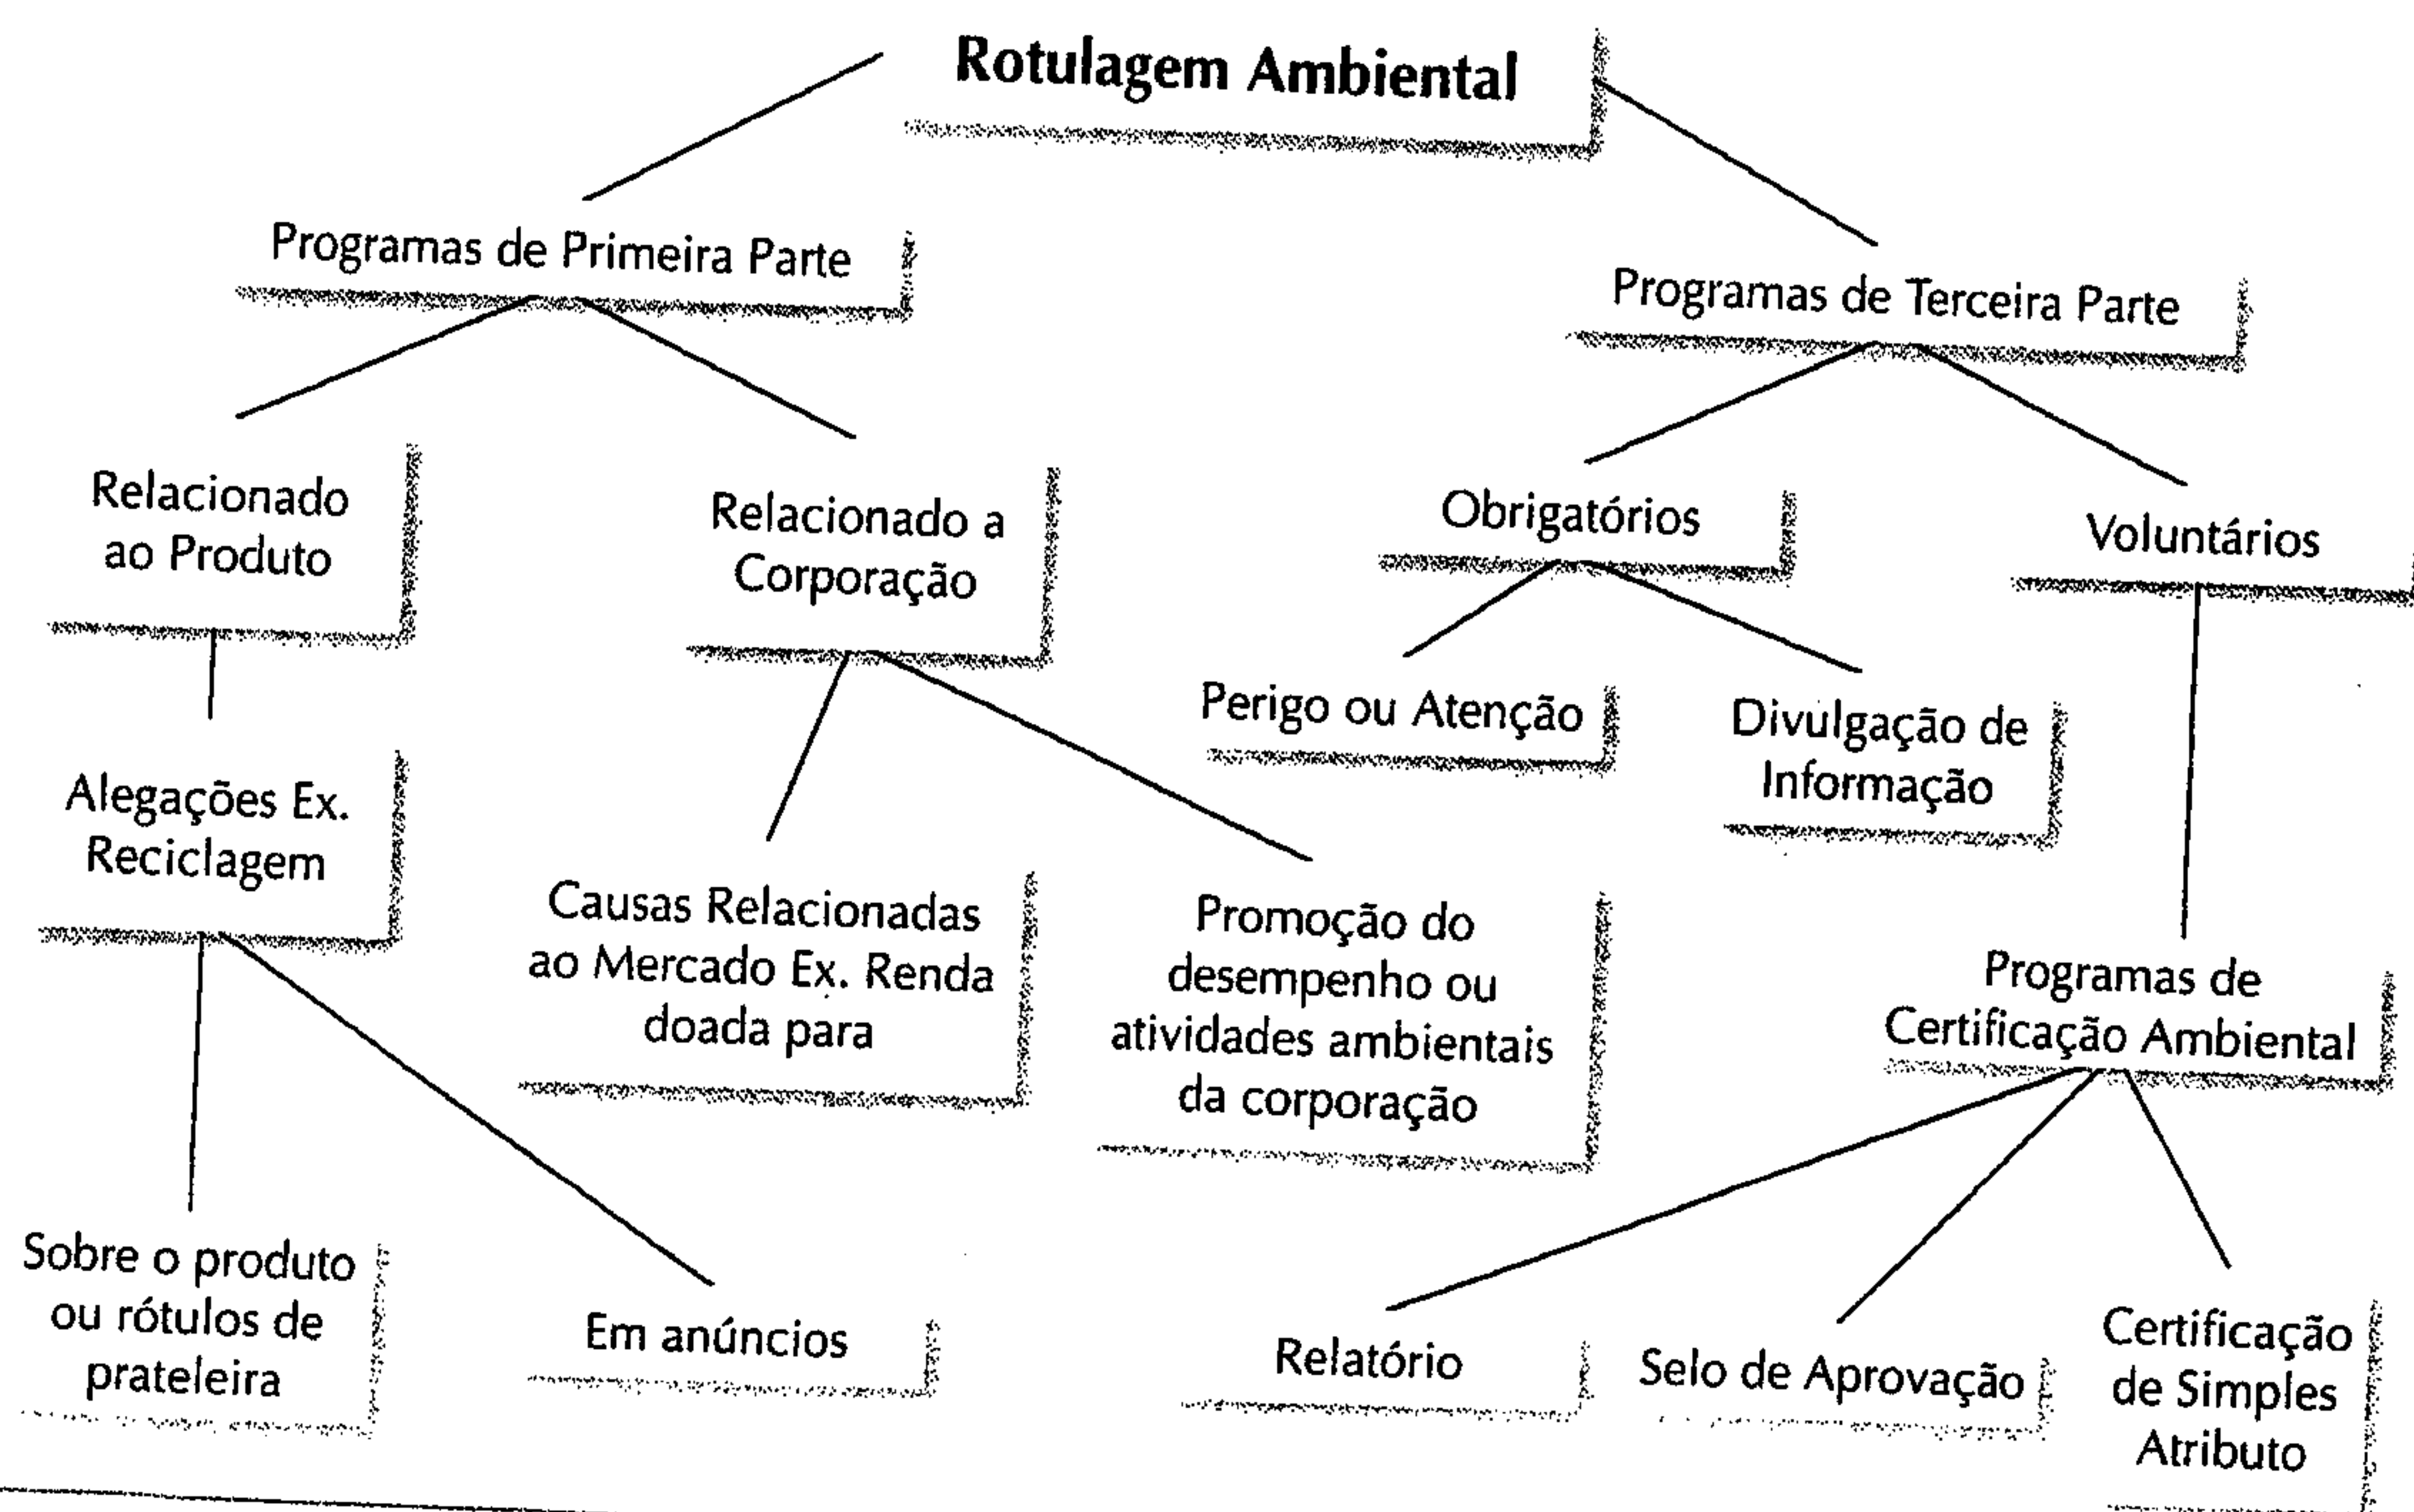 Rotulagem Ambiental
Programas de Primeira Parte
Programas de Terceira Parte
Relacionado
ao Produto
Relacionado a
Corporação
Obrigatórios
Voluntários
Perigo ou Atenção
Divulgação de
Informação
Alegações Ex.
Reciclagem
Causas Relacionadas
ao Mercado Ex. Renda
doada para
Promoção do
desempenho ou
atividades ambientais
da corporação
Programas de
Certificação Ambiental
Sobre o produto
ou rótulos de
prateleira
Em anúncios
Relatório
Selo de Aprovação
Certificação
de Simples
Atributo